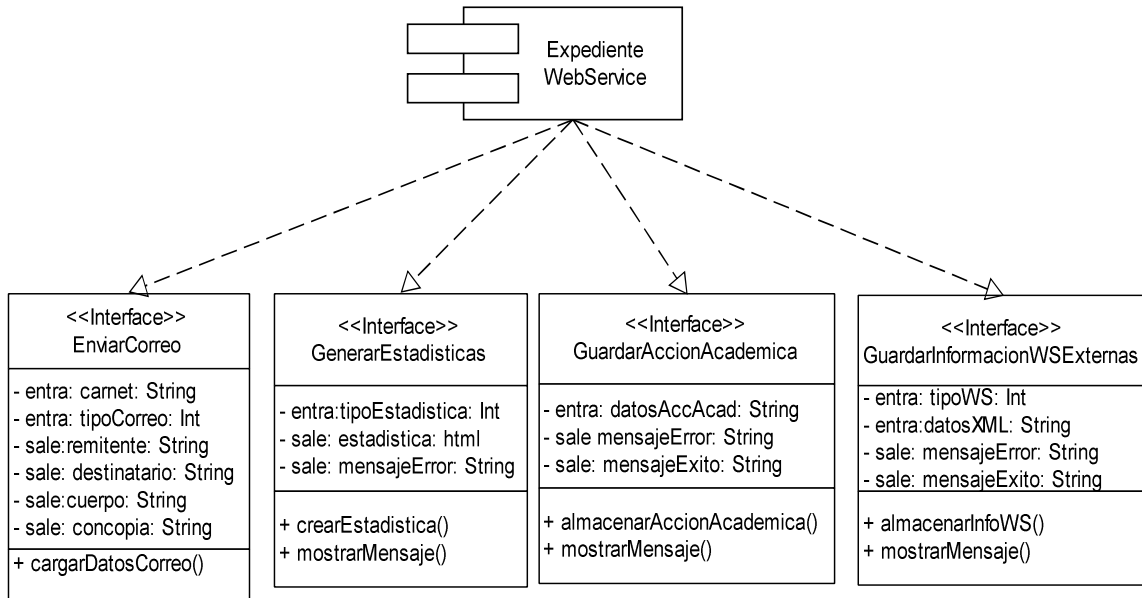 Expediente
WebService
<<Interface>>
EnviarCorreo
- entra: carnet: String
- entra: tipoCorreo: Int
- sale:remitente: String
- sale: destinatario: String
- sale:cuerpo: String
- sale: concopia: String
+ cargarDatosCorreo()
<<Interface>>
GenerarEstadisticas
- entra:tipoEstadistica: Int
- sale: estadistica: html
- sale: mensajeError: String
+ crearEstadistica()
+ mostrarMensaje()
<<Interface>>
GuardarAccionAcademica
- entra: datosAccAcad: String
- sale mensajeError: String
- sale: mensajeExito: String
+ almacenarAccionAcademica()
+ mostrarMensaje()
<<Interface>>
GuardarInformacionWSExternas
- entra: tipoWS: Int
- entra:datosXML: String
- sale: mensajeError: String
- sale: mensajeExito: String
+ almacenarInfoWS()
+ mostrarMensaje()